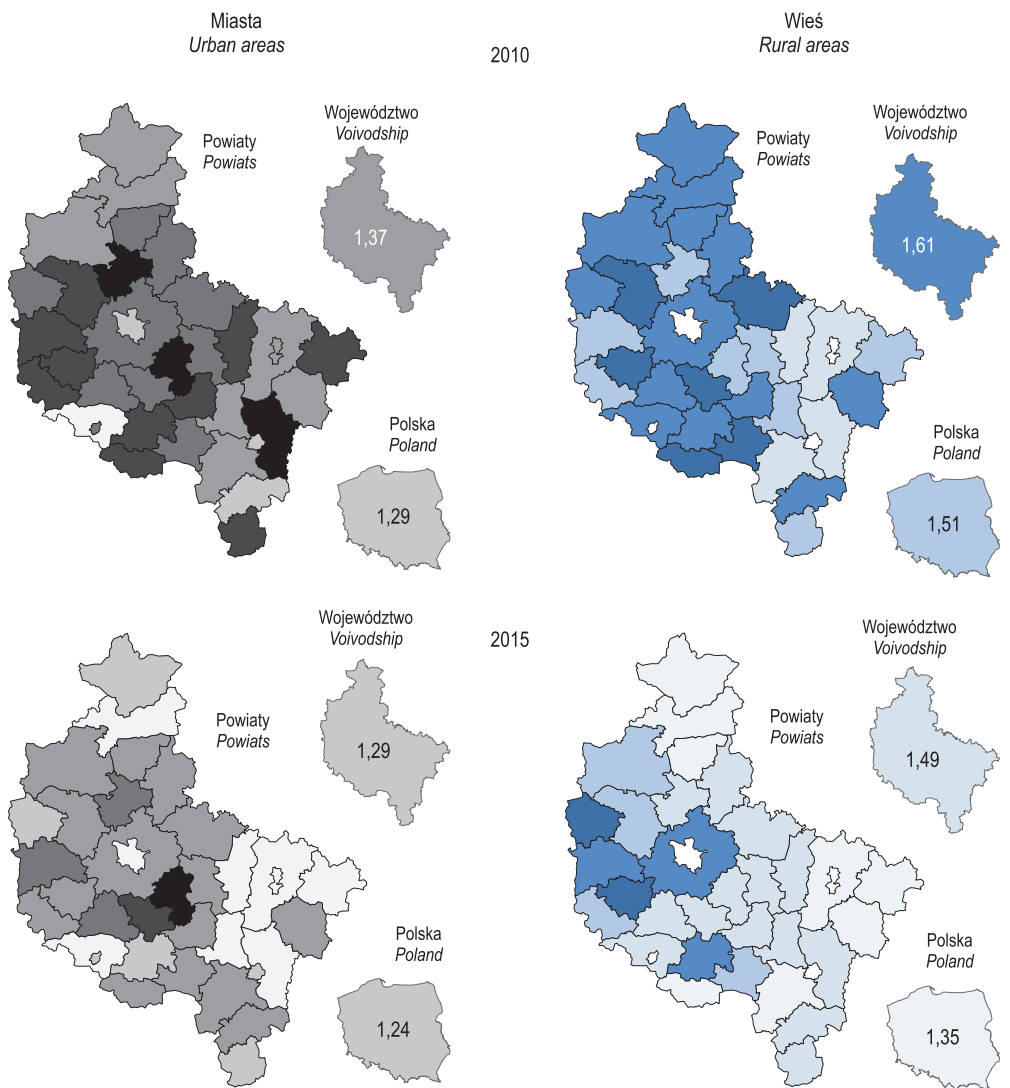 Miasta
Urban areas
Wieś
Rural areas
2010
Powiaty
Powiats
Województwo
Voivodship
1,37
Polska
Poland
1,29
Powiaty
Powiats
Województwo
Voivodship
1,61
Polska
Poland
1,51
2015
Powiaty
Powiats
Województwo
Voivodship
1,29
Polska
Poland
1,24
Powiaty
Powiats
Województwo
Voivodship
1,49
Polska
Poland
1,35